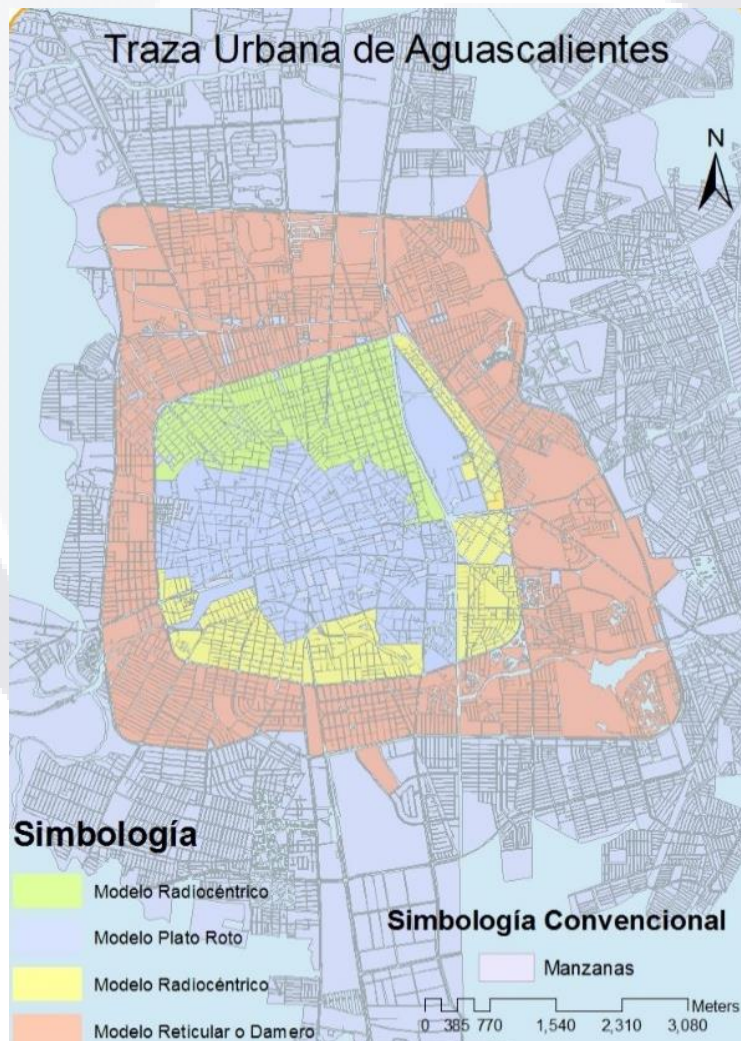 Traza Urbana de Aguascalientes
N
Simbología
Modelo Radiocéntrico
Modelo Plato Roto
Modelo Radiocéntrico
Modelo Reticular o Damero
Simbología Convencional
Manzanas
Meters
0 385 770 1,540 2,310 3,080